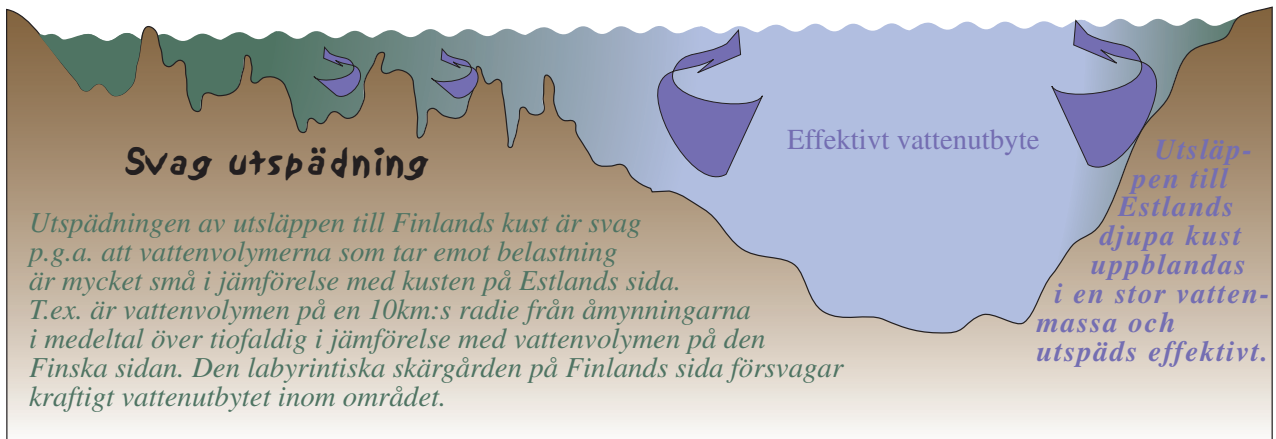 Effektivt vattenutbyte
Svag utspädning
Utspädningen av utsläppen till Finlands kust är svag
p.g.a. att vattenvolymerna som tar emot belastning
är mycket små i jämförelse med kusten på Estlands sida.
T.ex. är vattenvolymen på en 10km:s radie från åmynningarna
i medeltal över tiofaldig i jämförelse med vattenvolymen på den
Finska sidan. Den labyrintiska skärgården på Finlands sida försvagar
kraftigt vattenutbytet inom området.
Utsläp-
pen till
Estlands
djupa kust
uppblandas
i en stor vatten-
massa och
utspäds effektivt.